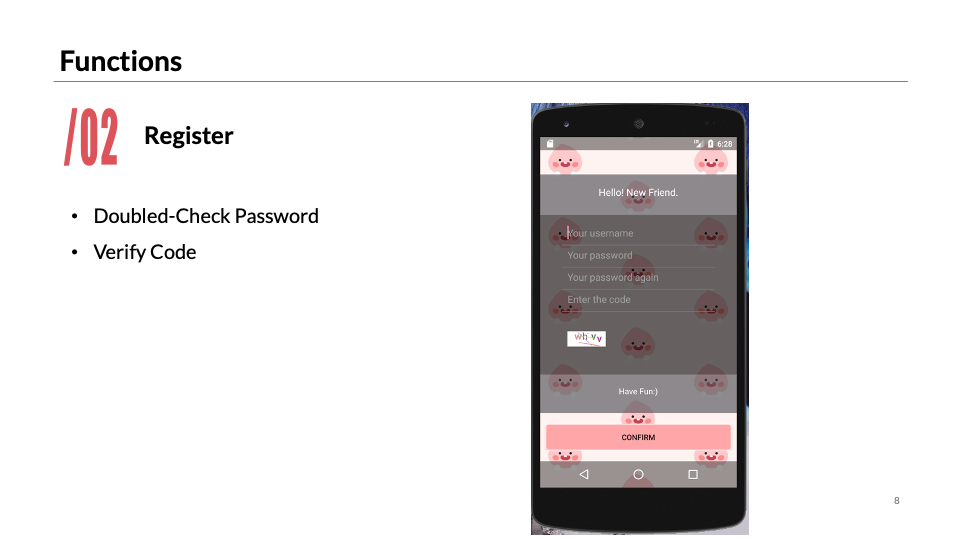 Functions
/02
Register
• Doubled-Check Password
• Verify Code
6:28
Hello! New Friend.
Your username
Your password
Your password again
Enter the code
Have Fun:)
CONFIRM
8